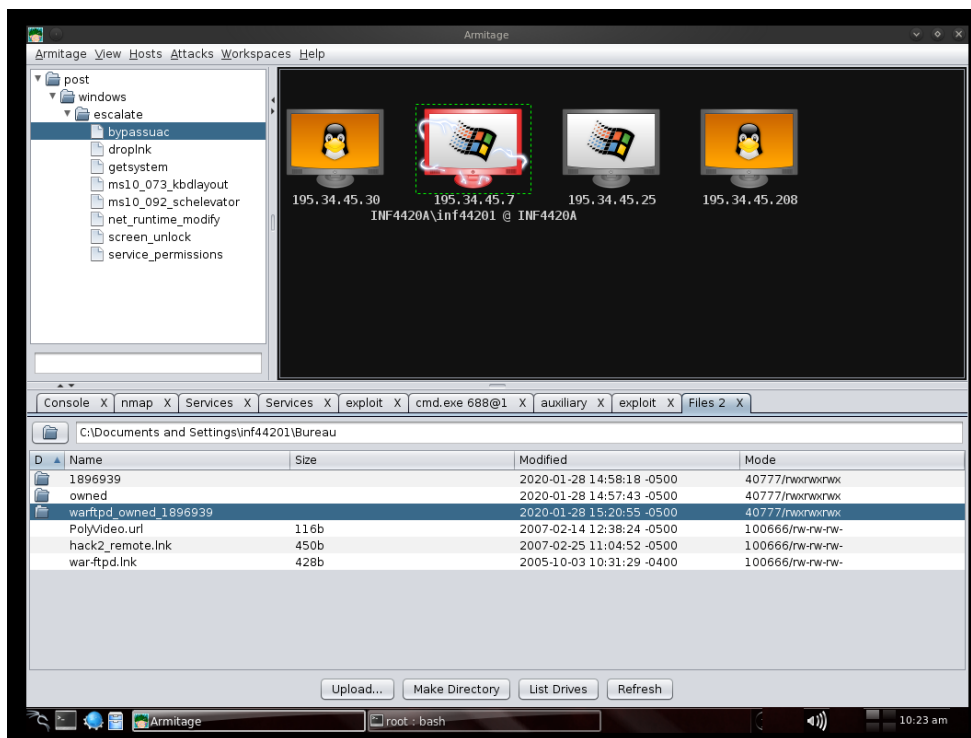 Armitage
Armitage View Hosts Attacks Workspaces Help
post
windows
escalate
bypassuac
droplnk
getsystem
ms10_073_kbdlayout
ms10_092_schelevator
net_runtime_modify
screen_unlock
service_permissions
195.34.45.30 195.34.45.7 195.34.45.25 195.34.45.208
INF4420A\inf44201 @ INF4420A
Console X nmap X Services X Services X exploit X cmd.exe 688@1 X auxiliary X exploit X Files 2 X
C:\Documents and Settings\inf44201\Bureau
D Name Size Modified Mode
1896939 2020-01-28 14:58:18 -0500 40777/rwxrwxrwx
owned 2020-01-28 14:57:43 -0500 40777/rwxrwxrwx
warftpd_owned_1896939 2020-01-28 15:20:55 -0500 40777/rwxrwxrwx
PolyVideo.url 116b 2007-02-14 12:38:24 -0500 100666/rw-rw-rw-
hack2_remote.lnk 450b 2007-02-25 11:04:52 -0500 100666/rw-rw-rw-
war-ftpd.lnk 428b 2005-10-03 10:31:29 -0400 100666/rw-rw-rw-
Upload... Make Directory List Drives Refresh
Armitage root : bash 10:23 am